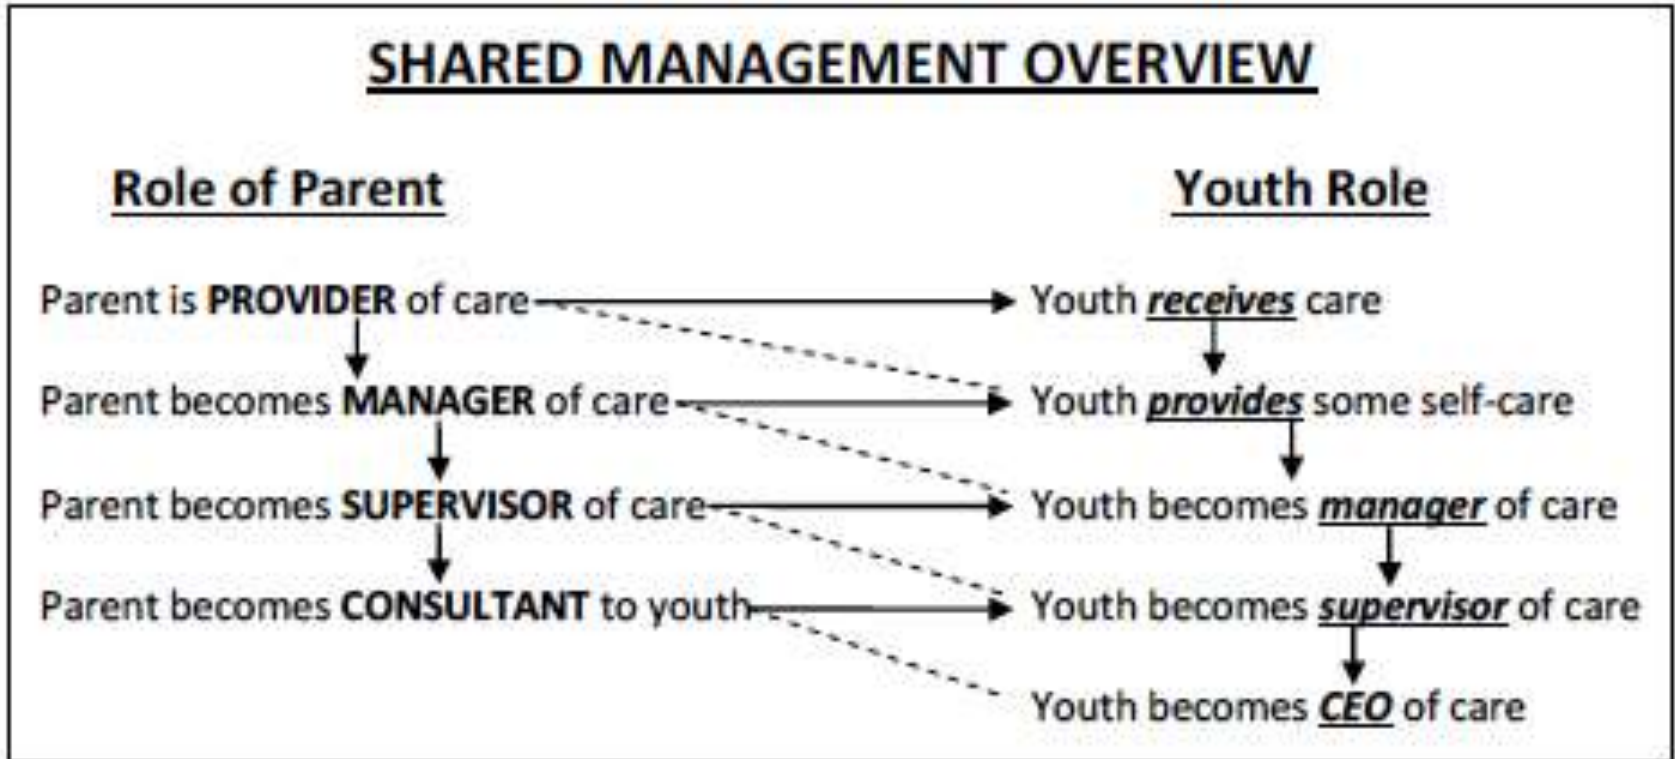 SHARED MANAGEMENT OVERVIEW
Role of Parent
Youth Role
Parent is PROVIDER of care
Youth receives care
Parent becomes MANAGER of care
Youth provides some self-care
Parent becomes SUPERVISOR of care
Youth becomes manager of care
Parent becomes CONSULTANT to youth
Youth becomes supervisor of care
Youth becomes CEO of care